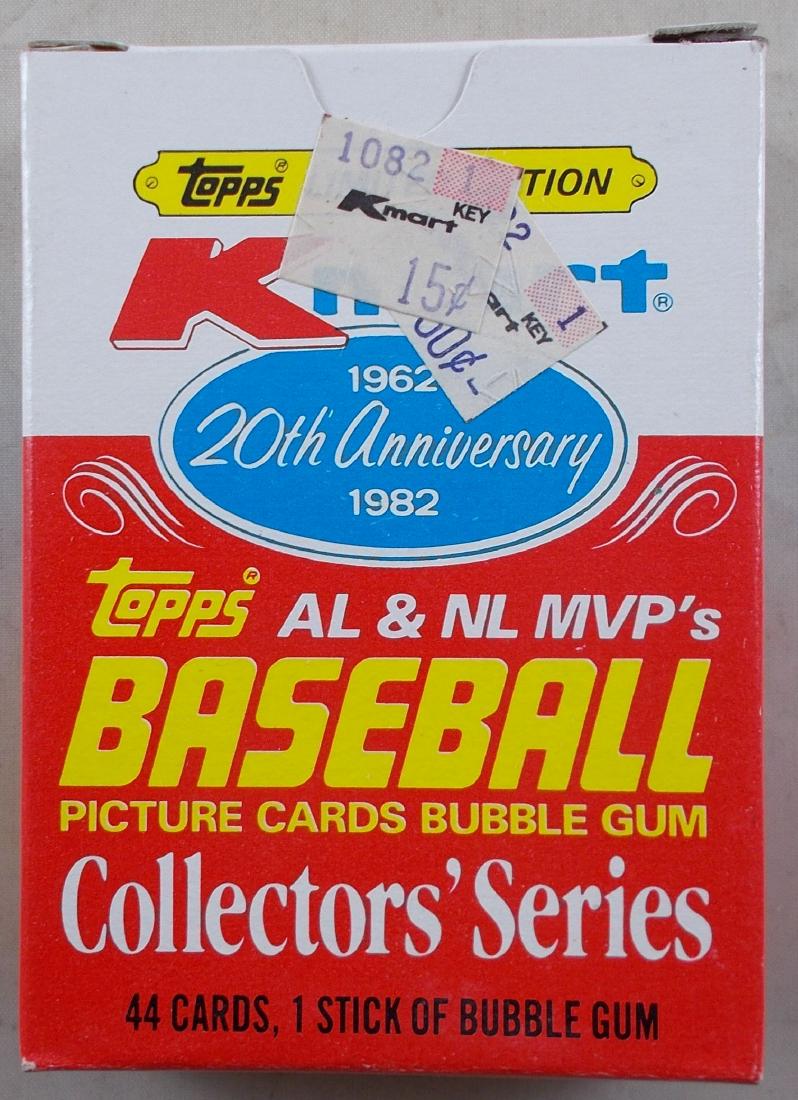 1082 1
Kmart KEY
15¢
KEY 1
00¢
TOPPS® TION
Kmart®
1962
20th Anniversary
1982
TOPPS® AL & NL MVP's
BASEBALL
PICTURE CARDS BUBBLE GUM
Collectors' Series
44 CARDS, 1 STICK OF BUBBLE GUM